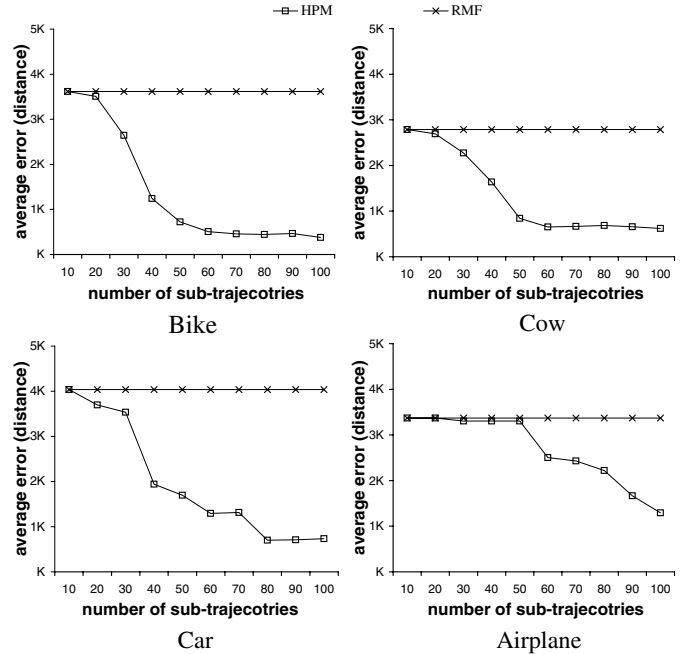 HPM RMF
5K
4K
3K
2K
1K
K
average error (distance)
10 20 30 40 50 60 70 80 90 100
number of sub-trajecotries
Bike
5K
4K
3K
2K
1K
K
average error (distance)
10 20 30 40 50 60 70 80 90 100
number of sub-trajecotries
Cow
5K
4K
3K
2K
1K
K
average error (distance)
10 20 30 40 50 60 70 80 90 100
number of sub-trajecotries
Car
5K
4K
3K
2K
1K
K
average error (distance)
10 20 30 40 50 60 70 80 90 100
number of sub-trajecotries
Airplane